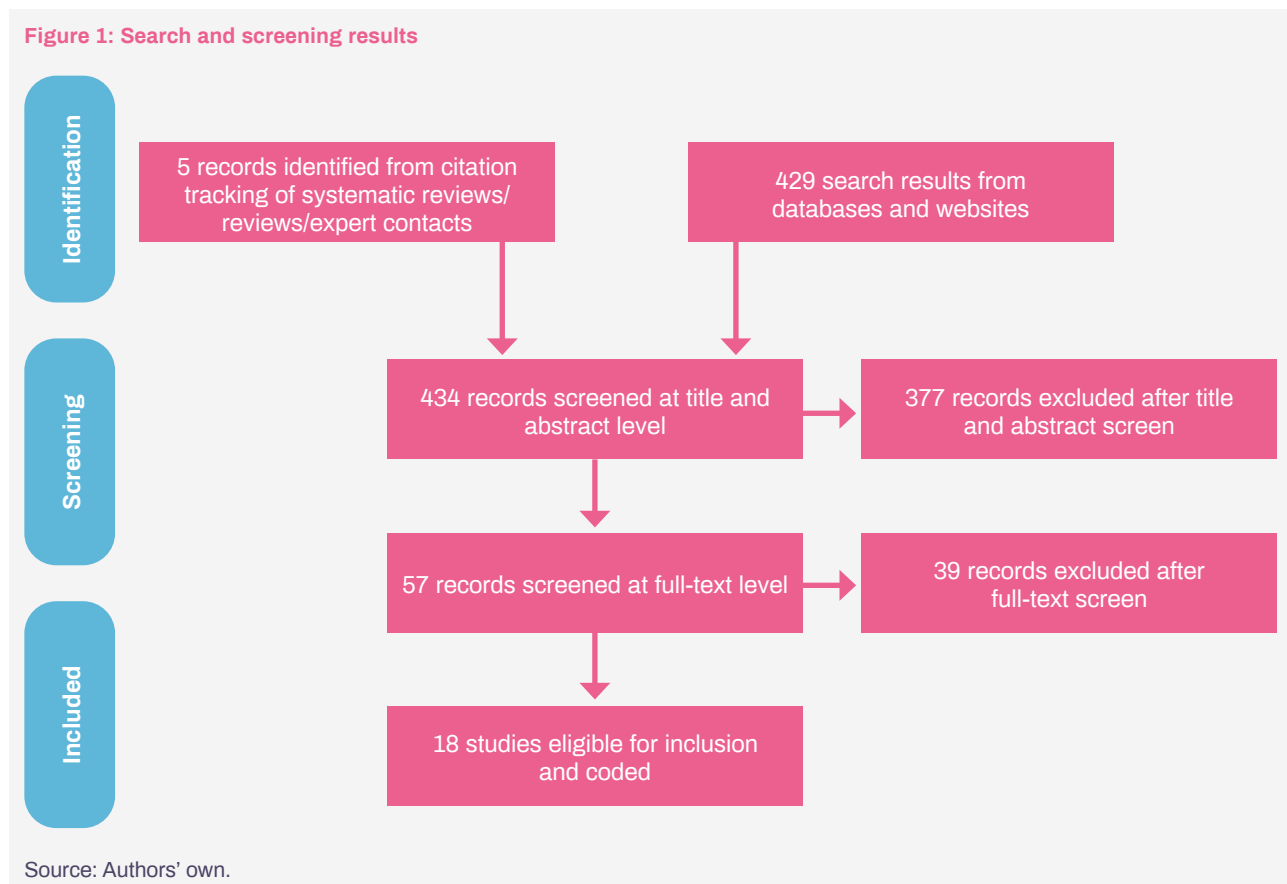 Figure 1: Search and screening results
Identification
5 records identified from citation
tracking of systematic reviews/
reviews/expert contacts
429 search results from
databases and websites
Screening
434 records screened at title and
abstract level
377 records excluded after title
and abstract screen
57 records screened at full-text level
39 records excluded after
full-text screen
Included
18 studies eligible for inclusion
and coded
Source: Authors’ own.